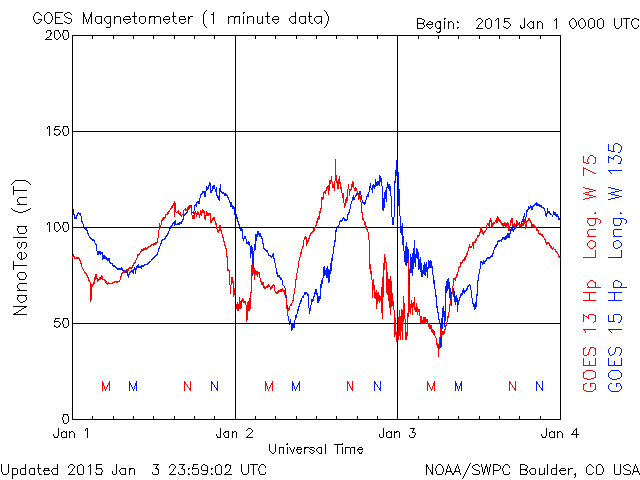 GOES Magnetometer (1 minute data)
Begin: 2015 Jan 1 0000 UTC
200
150
100
50
0
NanoTesla (nT)
M M N N M M N N M M N N
Jan 1 Jan 2 Jan 3 Jan 4
Universal Time
GOES 13 Hp Long. W 75
GOES 15 Hp Long. W 135
Updated 2015 Jan 3 23:59:02 UTC
NOAA/SWPC Boulder, CO USA